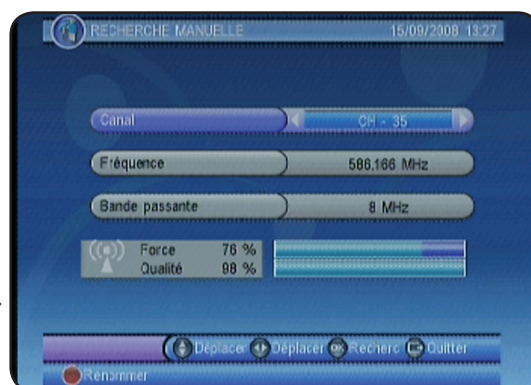 RECHERCHE MANUELLE 15/09/2008 13:27
Canal CH - 35
Fréquence 586.166 MHz
Bande passante 8 MHz
Force 76 %
Qualité 98 %
Déplacer Déplacer OK Recherc Quitter
Renommer